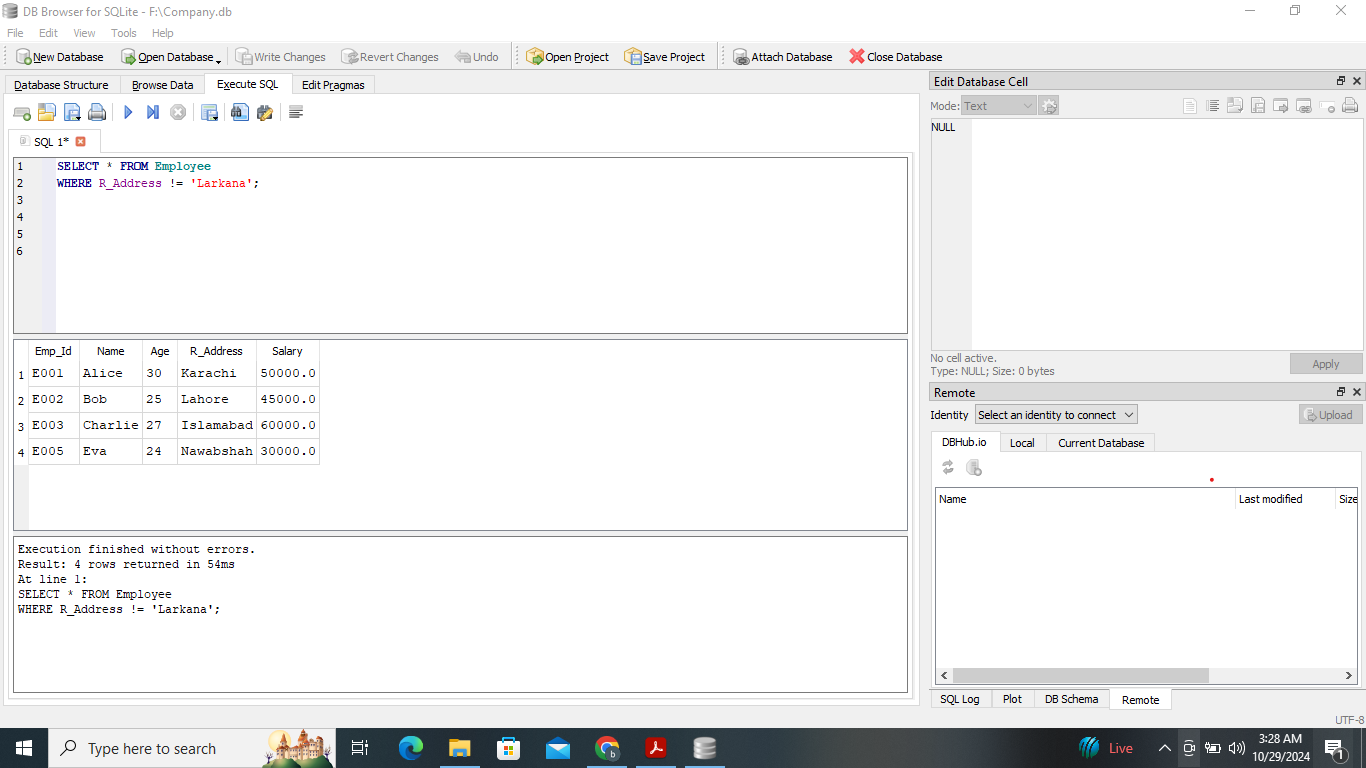 DB Browser for SQLite - F:\Company.db
File Edit View Tools Help
New Database Open Database Write Changes Revert Changes Undo Open Project Save Project Attach Database Close Database
Database Structure Browse Data Execute SQL Edit Pragmas
SQL 1*
1 SELECT * FROM Employee
2 WHERE R_Address != 'Larkana';
3
4
5
6
Emp_Id Name Age R_Address Salary
1 E001 Alice 30 Karachi 50000.0
2 E002 Bob 25 Lahore 45000.0
3 E003 Charlie 27 Islamabad 60000.0
4 E005 Eva 24 Nawabshah 30000.0
Execution finished without errors.
Result: 4 rows returned in 54ms
At line 1:
SELECT * FROM Employee
WHERE R_Address != 'Larkana';
Edit Database Cell
Mode: Text
NULL
No cell active.
Type: NULL; Size: 0 bytes
Apply
Remote
Identity Select an identity to connect Upload
DBHub.io Local Current Database
Name Last modified Size
SQL Log Plot DB Schema Remote
UTF-8
Type here to search
b
Live
3:28 AM
10/29/2024
1